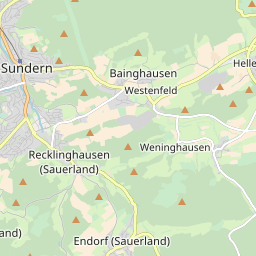 Sundern
Bainghausen
Westenfeld
Helle
Recklinghausen
(Sauerland)
Weninghausen
and)
Endorf (Sauerland)